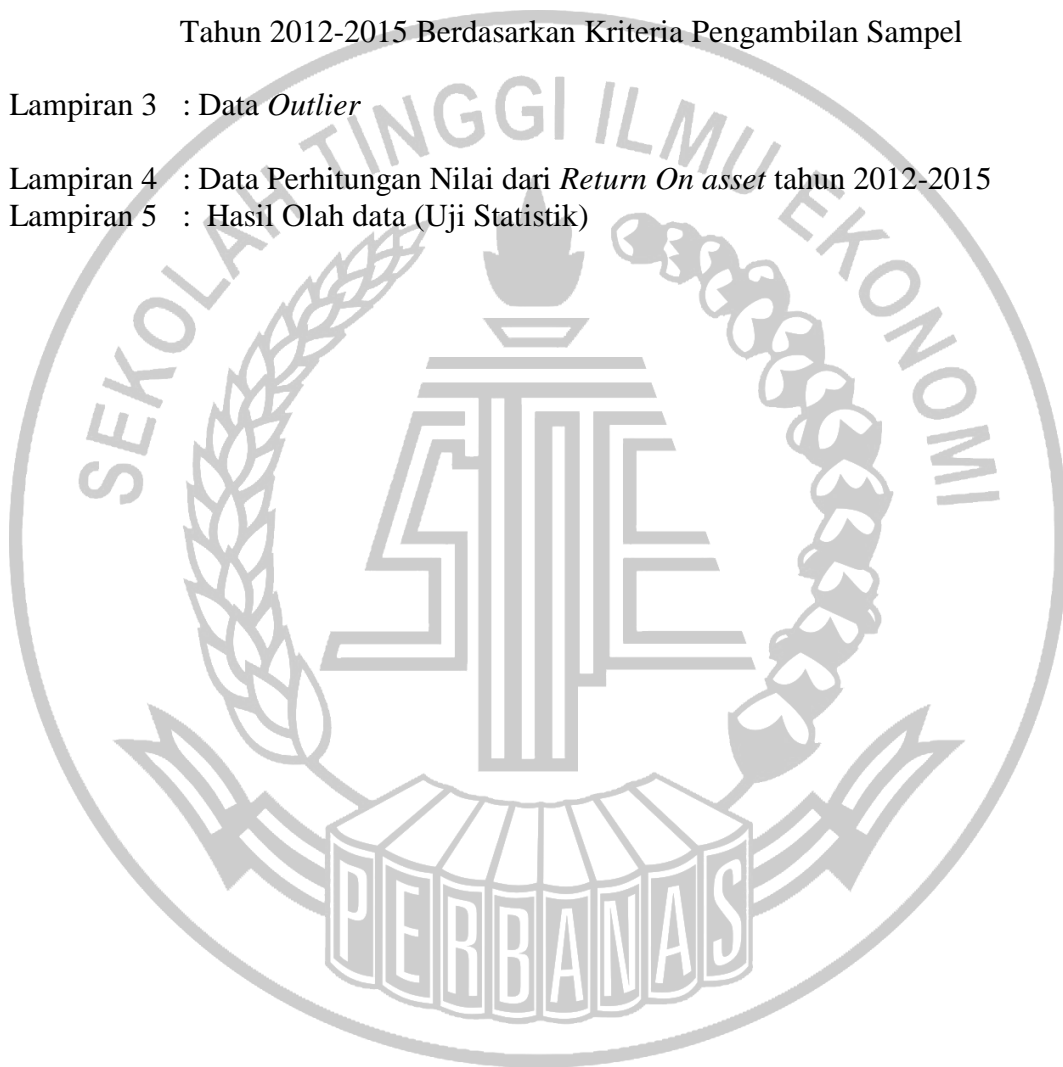 Tahun 2012-2015 Berdasarkan Kriteria Pengambilan Sampel
Lampiran 3 : Data Outlier
Lampiran 4 : Data Perhitungan Nilai dari Return On asset tahun 2012-2015
Lampiran 5 : Hasil Olah data (Uji Statistik)
SEKOLAH TINGGI ILMU EKONOMI
STIE
PERBANAS